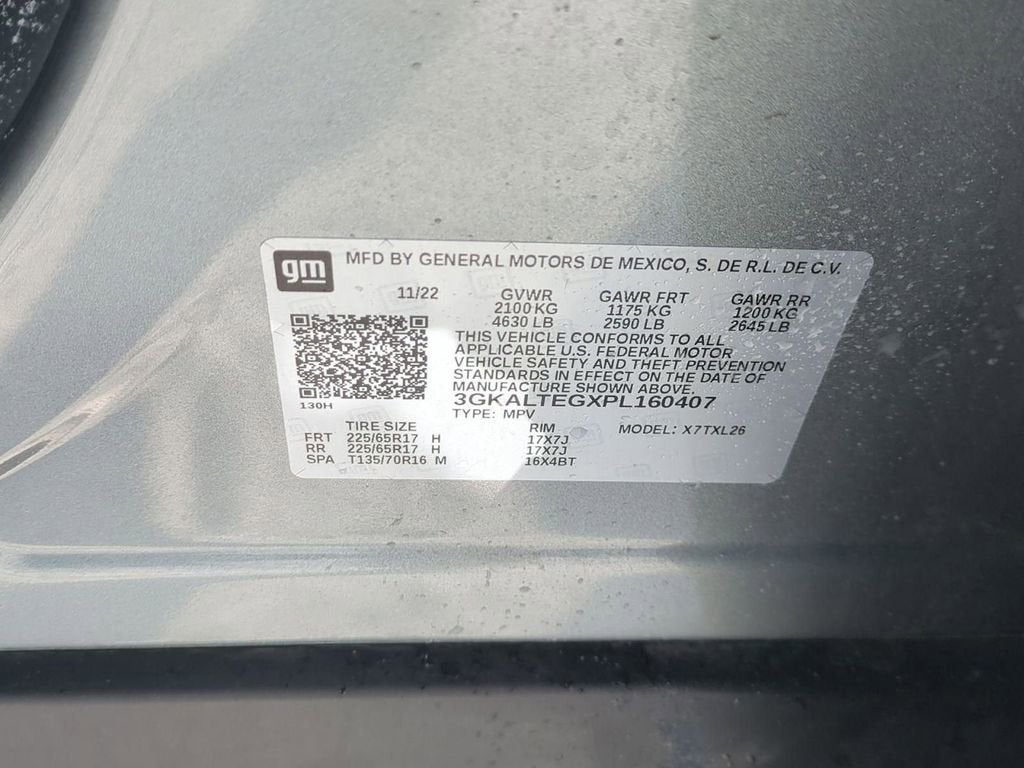 gm
MFD BY GENERAL MOTORS DE MEXICO, S. DE R.L. DE C.V.
11/22 GVWR GAWR FRT GAWR RR
2100 KG 1175 KG 1200 KG
4630 LB 2590 LB 2645 LB
THIS VEHICLE CONFORMS TO ALL
APPLICABLE U.S. FEDERAL MOTOR
VEHICLE SAFETY AND THEFT PREVENTION
STANDARDS IN EFFECT ON THE DATE OF
MANUFACTURE SHOWN ABOVE.
3GKALTEGXPL160407
130H
TYPE: MPV
TIRE SIZE RIM MODEL: X7TXL26
FRT 225/65R17 H 17X7J
RR 225/65R17 H 17X7J
SPA T135/70R16 M 16X4BT